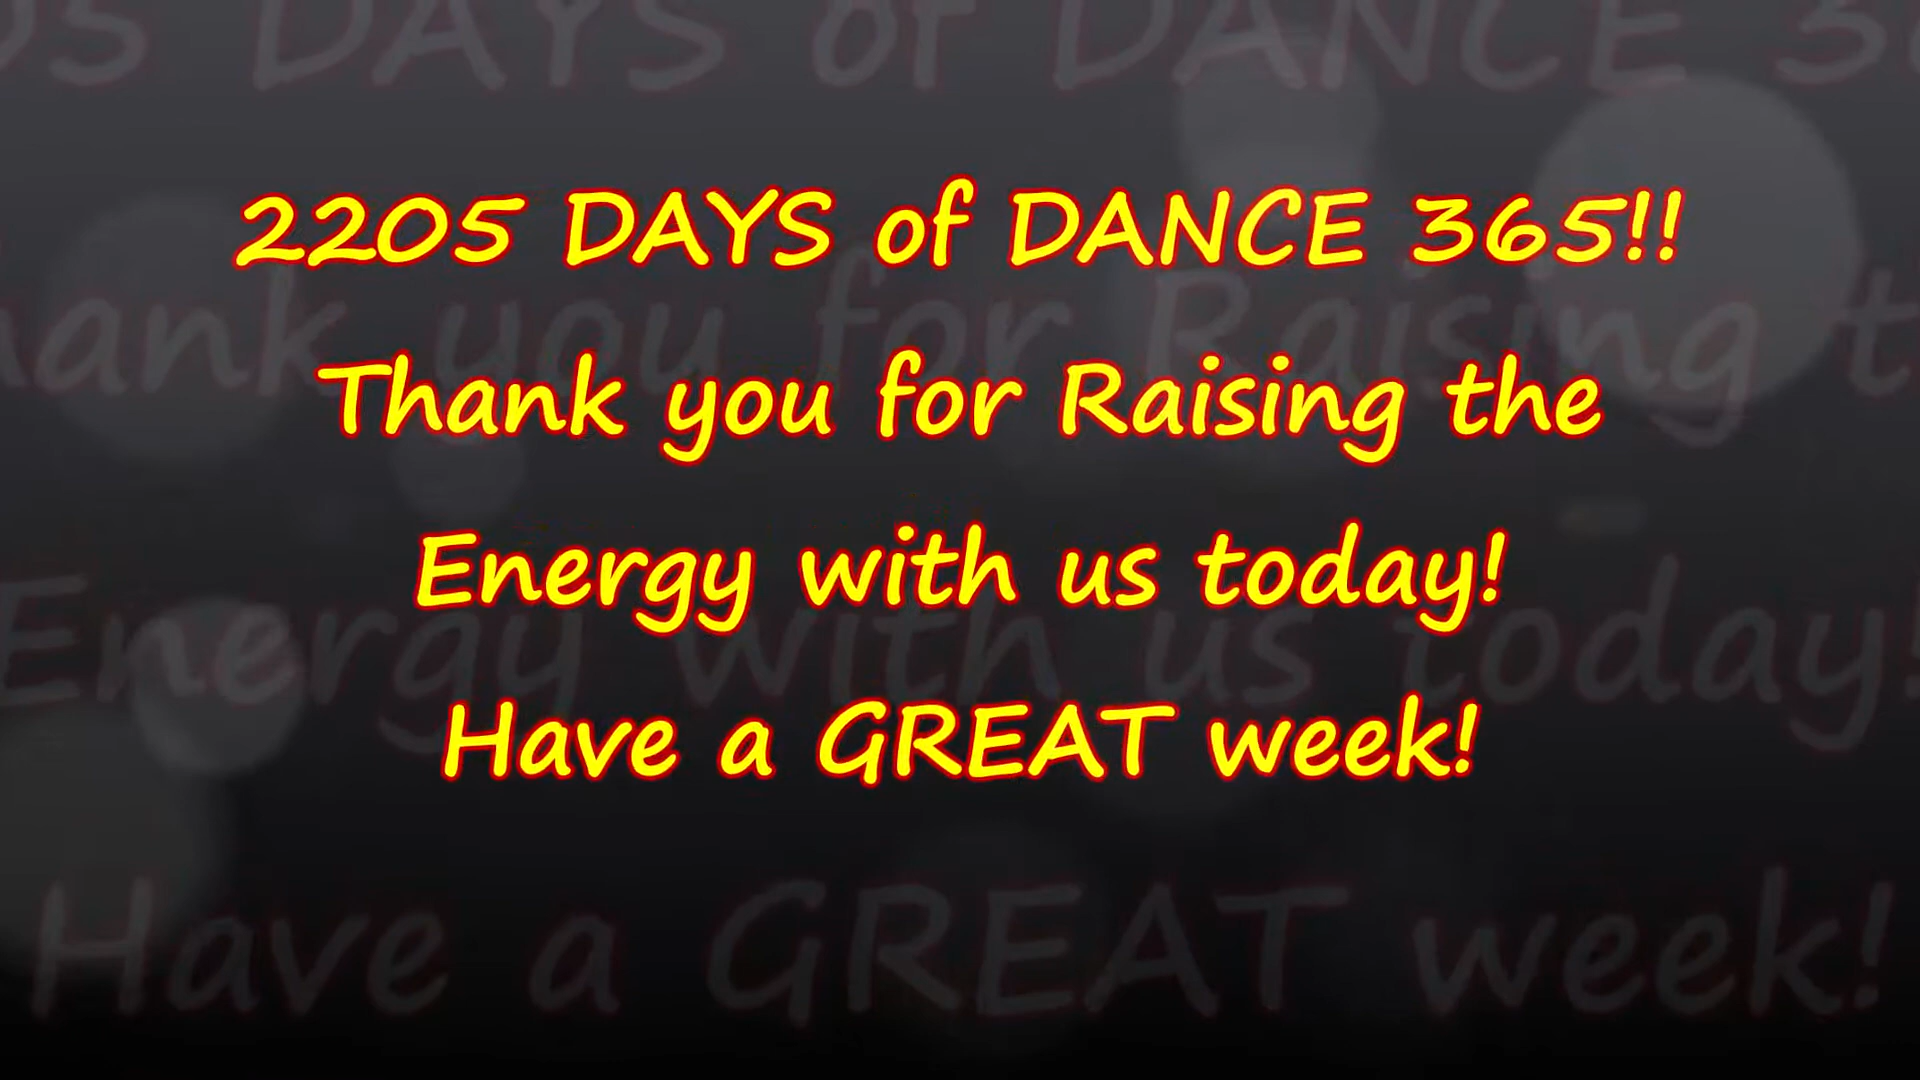 2205 DAYS of DANCE 365!!
Thank you for Raising the
Energy with us today!
Have a GREAT week!